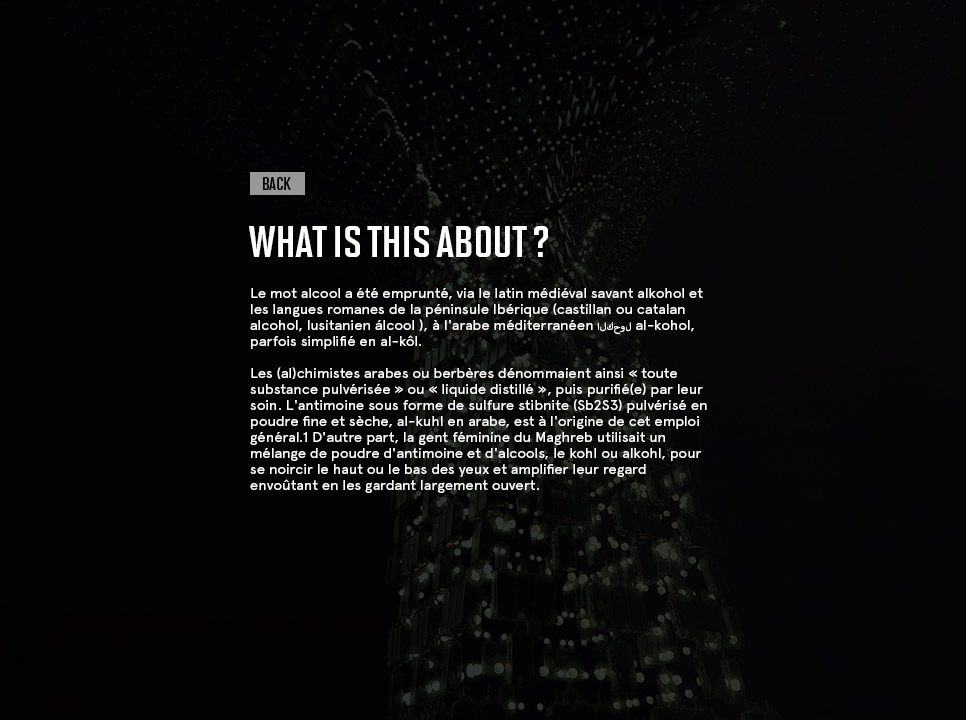 BACK
WHAT IS THIS ABOUT ?
Le mot alcool a été emprunté, via le latin médiéval savant alkohol et
les langues romanes de la péninsule Ibérique (castillan ou catalan
alcohol, lusitanien álcool ), à l'arabe méditerranéen الكحول al-kohol,
parfois simplifié en al-kôl.
Les (al)chimistes arabes ou berbères dénommaient ainsi « toute
substance pulvérisée » ou « liquide distillé », puis purifié(e) par leur
soin. L'antimoine sous forme de sulfure stibnite (Sb2S3) pulvérisé en
poudre fine et sèche, al-kuhl en arabe, est à l'origine de cet emploi
général.1 D'autre part, la gent féminine du Maghreb utilisait un
mélange de poudre d'antimoine et d'alcools, le kohl ou alkohl, pour
se noircir le haut ou le bas des yeux et amplifier leur regard
envoûtant en les gardant largement ouvert.